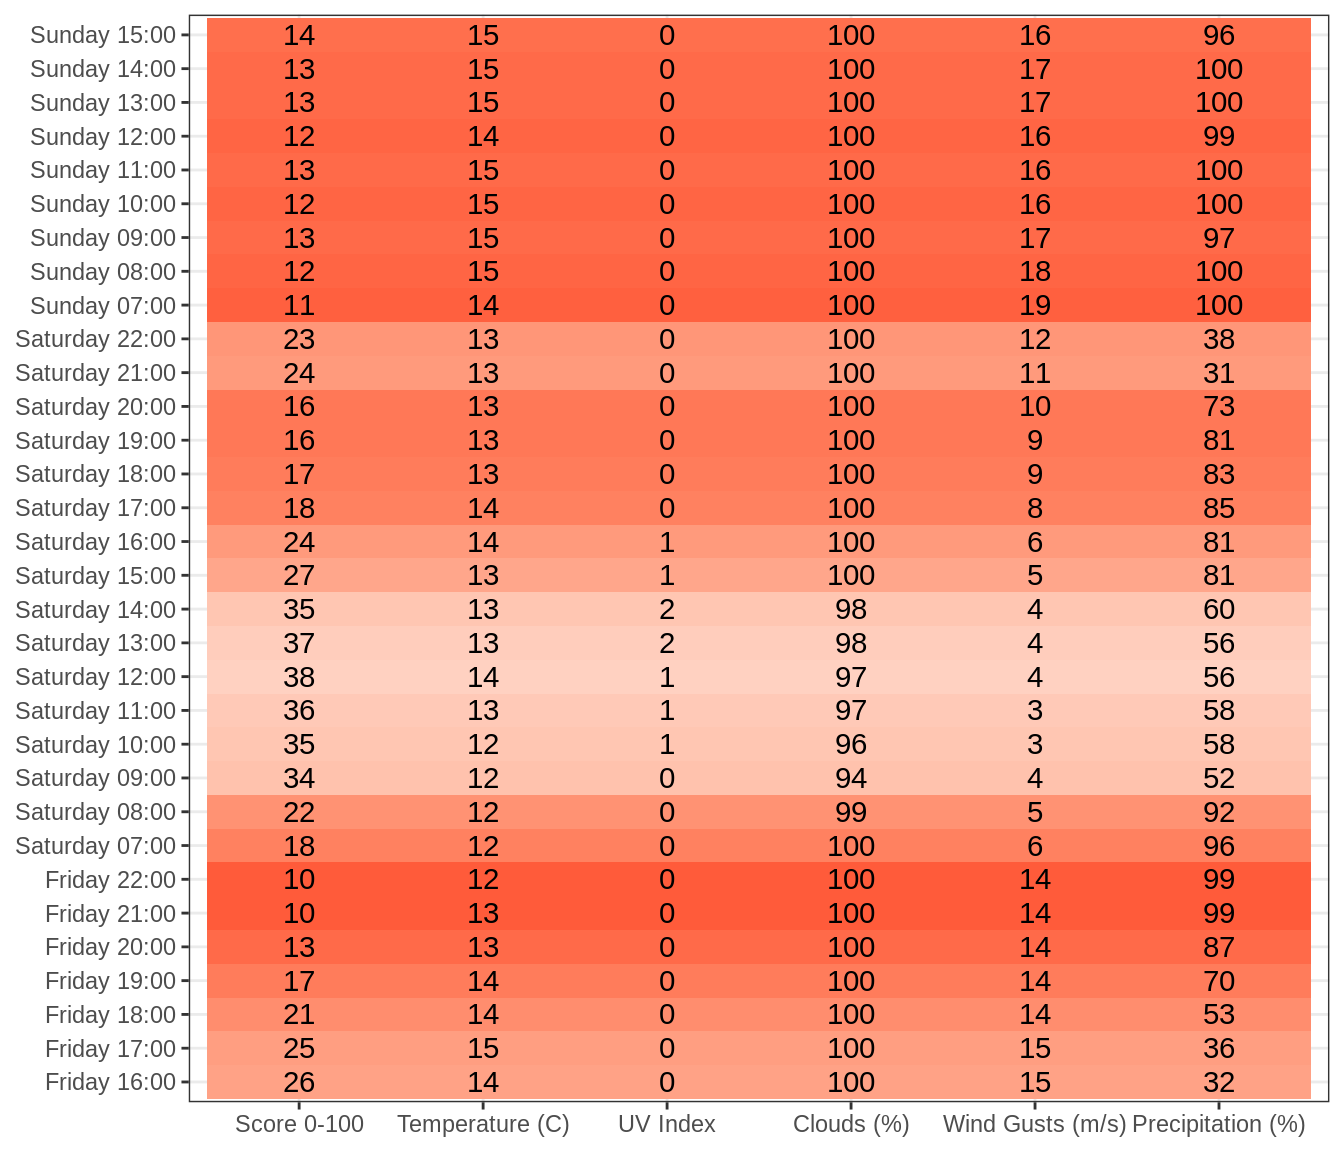 Sunday 15:00 14 15 0 100 16 96
Sunday 14:00 13 15 0 100 17 100
Sunday 13:00 13 15 0 100 17 100
Sunday 12:00 12 14 0 100 16 99
Sunday 11:00 13 15 0 100 16 100
Sunday 10:00 12 15 0 100 16 100
Sunday 09:00 13 15 0 100 17 97
Sunday 08:00 12 15 0 100 18 100
Sunday 07:00 11 14 0 100 19 100
Saturday 22:00 23 13 0 100 12 38
Saturday 21:00 24 13 0 100 11 31
Saturday 20:00 16 13 0 100 10 73
Saturday 19:00 16 13 0 100 9 81
Saturday 18:00 17 13 0 100 9 83
Saturday 17:00 18 14 0 100 8 85
Saturday 16:00 24 14 1 100 6 81
Saturday 15:00 27 13 1 100 5 81
Saturday 14:00 35 13 2 98 4 60
Saturday 13:00 37 13 2 98 4 56
Saturday 12:00 38 14 1 97 4 56
Saturday 11:00 36 13 1 97 3 58
Saturday 10:00 35 12 1 96 3 58
Saturday 09:00 34 12 0 94 4 52
Saturday 08:00 22 12 0 99 5 92
Saturday 07:00 18 12 0 100 6 96
Friday 22:00 10 12 0 100 14 99
Friday 21:00 10 13 0 100 14 99
Friday 20:00 13 13 0 100 14 87
Friday 19:00 17 14 0 100 14 70
Friday 18:00 21 14 0 100 14 53
Friday 17:00 25 15 0 100 15 36
Friday 16:00 26 14 0 100 15 32
Score 0-100 Temperature (C) UV Index Clouds (%) Wind Gusts (m/s) Precipitation (%)